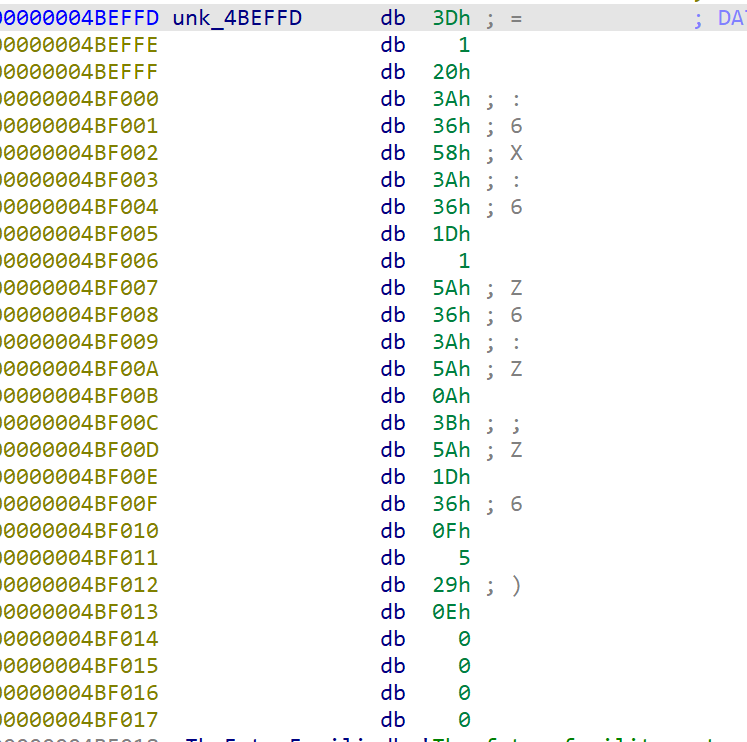 00000004BEFFD unk_4BEFFD db 3Dh ; = ; DA
00000004BEFFE db 1
00000004BEFFF db 20h
00000004BF000 db 3Ah ; :
00000004BF001 db 36h ; 6
00000004BF002 db 58h ; X
00000004BF003 db 3Ah ; :
00000004BF004 db 36h ; 6
00000004BF005 db 1Dh
00000004BF006 db 1
00000004BF007 db 5Ah ; Z
00000004BF008 db 36h ; 6
00000004BF009 db 3Ah ; :
00000004BF00A db 5Ah ; Z
00000004BF00B db 0Ah
00000004BF00C db 3Bh ; ;
00000004BF00D db 5Ah ; Z
00000004BF00E db 1Dh
00000004BF00F db 36h ; 6
00000004BF010 db 0Fh
00000004BF011 db 5
00000004BF012 db 29h ; )
00000004BF013 db 0Eh
00000004BF014 db 0
00000004BF015 db 0
00000004BF016 db 0
00000004BF017 db 0